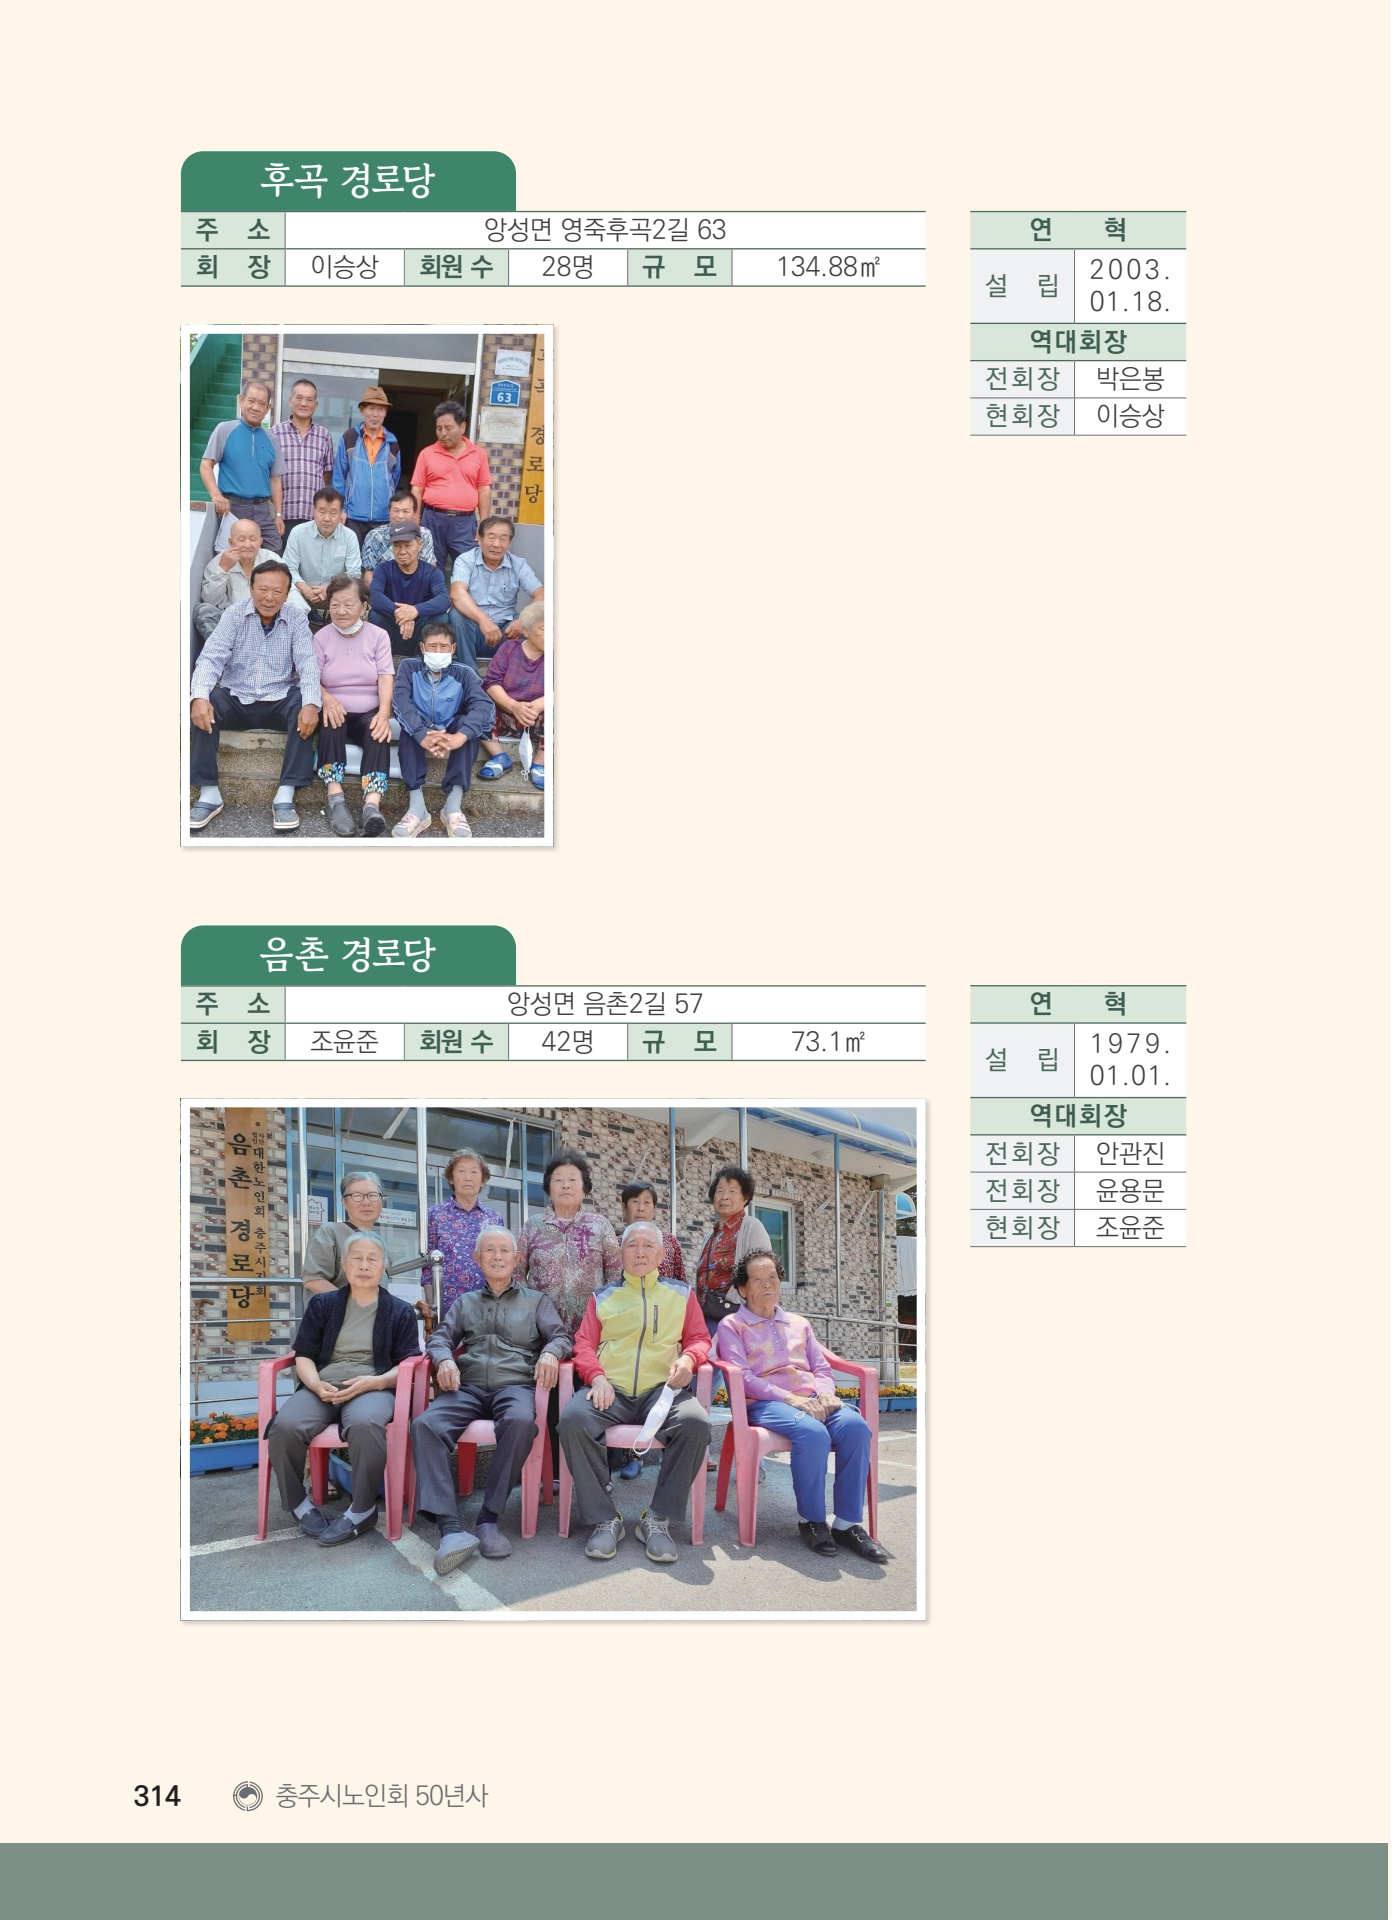 후곡 경로당
주 소 앙성면 영죽후곡2길 63
회 장 이승상 회원 수 28명 규 모 134.88㎡
연 혁
설 립 2003.
01.18.
역대회장
전회장 박은봉
현회장 이승상
63
경로당
음촌 경로당
주 소 앙성면 음촌2길 57
회 장 조윤준 회원 수 42명 규 모 73.1㎡
연 혁
설 립 1979.
01.01.
역대회장
전회장 안관진
전회장 윤용문
현회장 조윤준
사단법인 대한노인회 충주시지회
음촌 경로당
314 충주시노인회 50년사